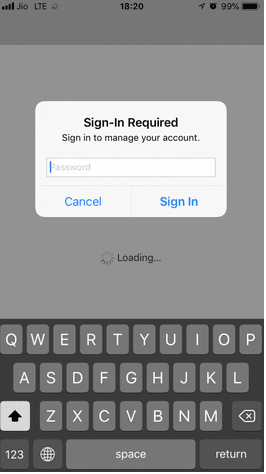 Jio LTE 18:20 99%
Sign-In Required
Sign in to manage your account.
Password
Cancel Sign In
Loading...
Q W E R T Y U I O P
A S D F G H J K L
Z X C V B N M
123 space return